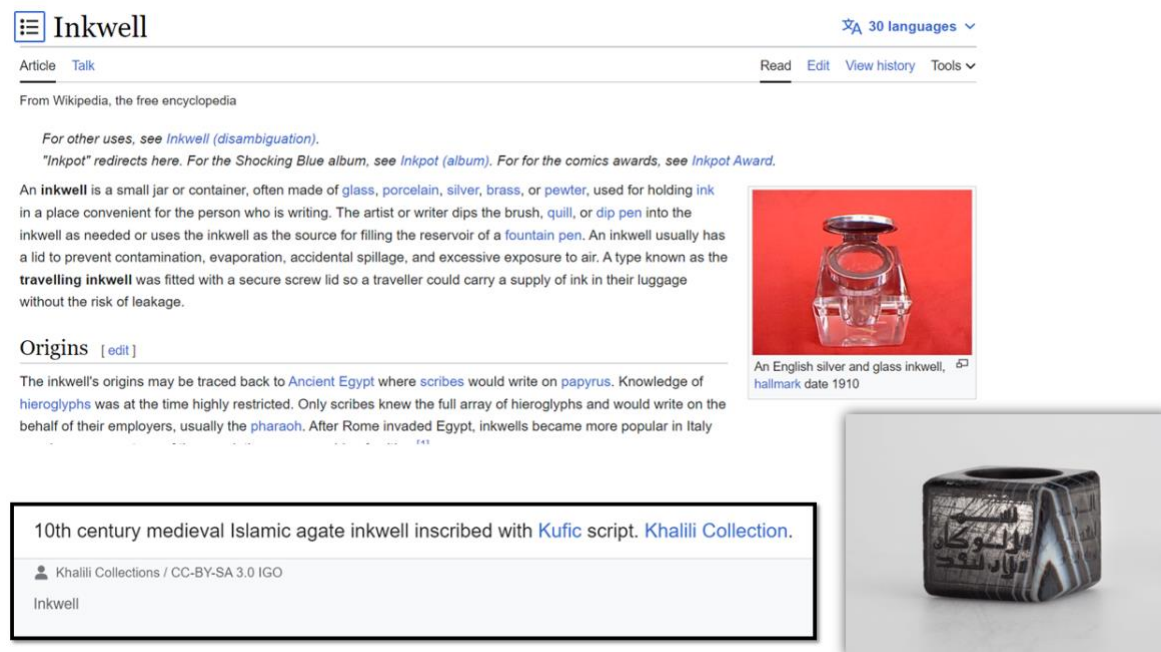 Inkwell
30 languages
Article Talk
Read Edit View history Tools
From Wikipedia, the free encyclopedia
For other uses, see Inkwell (disambiguation).
"Inkpot" redirects here. For the Shocking Blue album, see Inkpot (album). For for the comics awards, see Inkpot Award.
An inkwell is a small jar or container, often made of glass, porcelain, silver, brass, or pewter, used for holding ink
in a place convenient for the person who is writing. The artist or writer dips the brush, quill, or dip pen into the
inkwell as needed or uses the inkwell as the source for filling the reservoir of a fountain pen. An inkwell usually has
a lid to prevent contamination, evaporation, accidental spillage, and excessive exposure to air. A type known as the
travelling inkwell was fitted with a secure screw lid so a traveller could carry a supply of ink in their luggage
without the risk of leakage.
An English silver and glass inkwell,
hallmark date 1910
Origins [ edit ]
The inkwell's origins may be traced back to Ancient Egypt where scribes would write on papyrus. Knowledge of
hieroglyphs was at the time highly restricted. Only scribes knew the full array of hieroglyphs and would write on the
behalf of their employers, usually the pharaoh. After Rome invaded Egypt, inkwells became more popular in Italy
10th century medieval Islamic agate inkwell inscribed with Kufic script. Khalili Collection.
Khalili Collections / CC-BY-SA 3.0 IGO
Inkwell